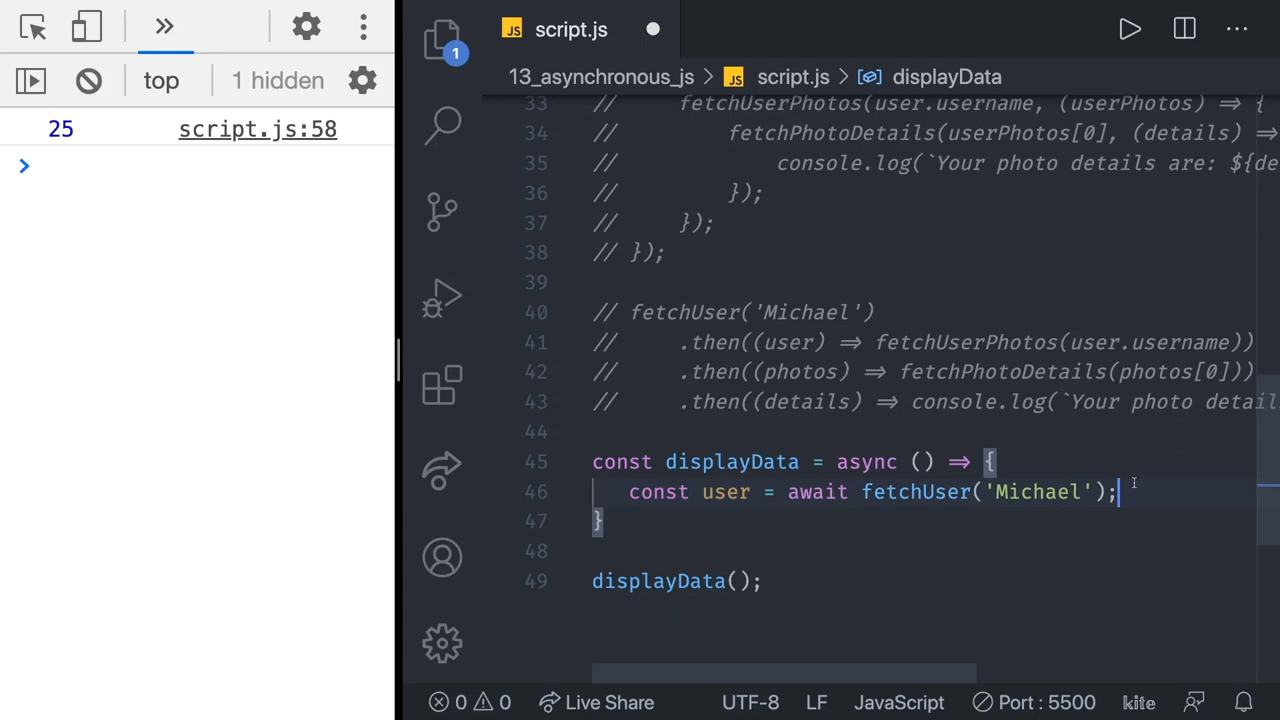 top
1 hidden
25 script.js:58
1
JS script.js
13_asynchronous_js > JS script.js > displayData
33 // fetchUserPhotos(user.username, (userPhotos) => {
34 // fetchPhotoDetails(userPhotos[0], (details) =>
35 // console.log(`Your photo details are: ${de
36 // });
37 // });
38 // });
39
40 // fetchUser('Michael')
41 // .then((user) => fetchUserPhotos(user.username))
42 // .then((photos) => fetchPhotoDetails(photos[0]))
43 // .then((details) => console.log(`Your photo detail
44
45 const displayData = async () => {
46 const user = await fetchUser('Michael');
47 }
48
49 displayData();
0 0 Live Share UTF-8 LF JavaScript Port : 5500 kite